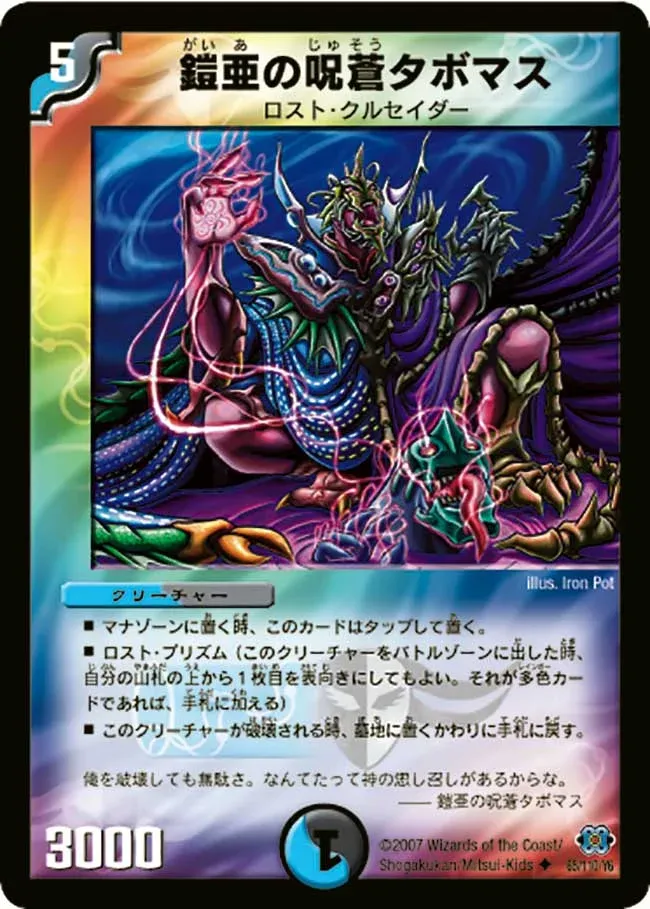 5
がい あ じゅそう
鎧亜の呪蒼タボマス
ロスト・クルセイダー
illus. Iron Pot
クリーチャー
■ マナゾーンに置く時、このカードはタップして置く。
■ ロスト・プリズム（このクリーチャーをバトルゾーンに出した時、
自分の山札の上から1枚目を表向きにしてもよい。それが多色カー
ドであれば、手札に加える）
■ このクリーチャーが破壊される時、墓地に置くかわりに手札に戻す。
俺を破壊しても無駄さ。なんてたって神の思し召しがあるからな。
—— 鎧亜の呪蒼タボマス
3000
1
©2007 Wizards of the Coast/
Shogakukan/Mitsui-Kids ◆ 65/110/Y6